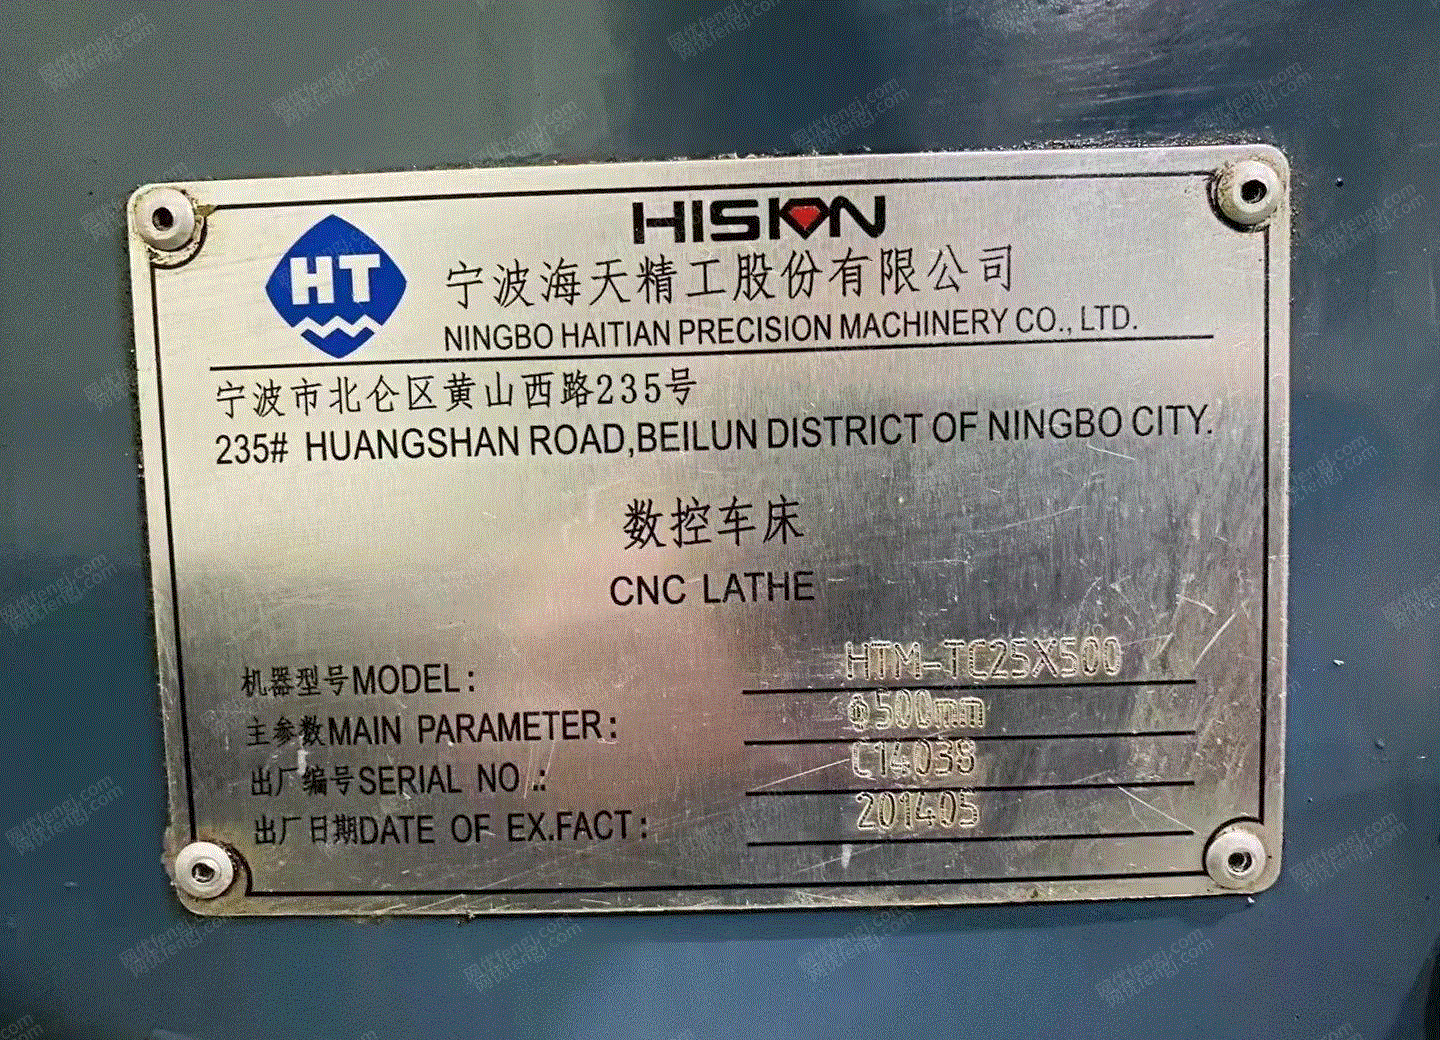 HISION
HT
宁波海天精工股份有限公司
NINGBO HAITIAN PRECISION MACHINERY CO., LTD.
宁波市北仑区黄山西路235号
235# HUANGSHAN ROAD,BEILUN DISTRICT OF NINGBO CITY.
数控车床
CNC LATHE
机器型号MODEL: HTM-TC25X500
主参数MAIN PARAMETER: φ500mm
出厂编号SERIAL NO.: C14038
出厂日期DATE OF EX.FACT: 201405